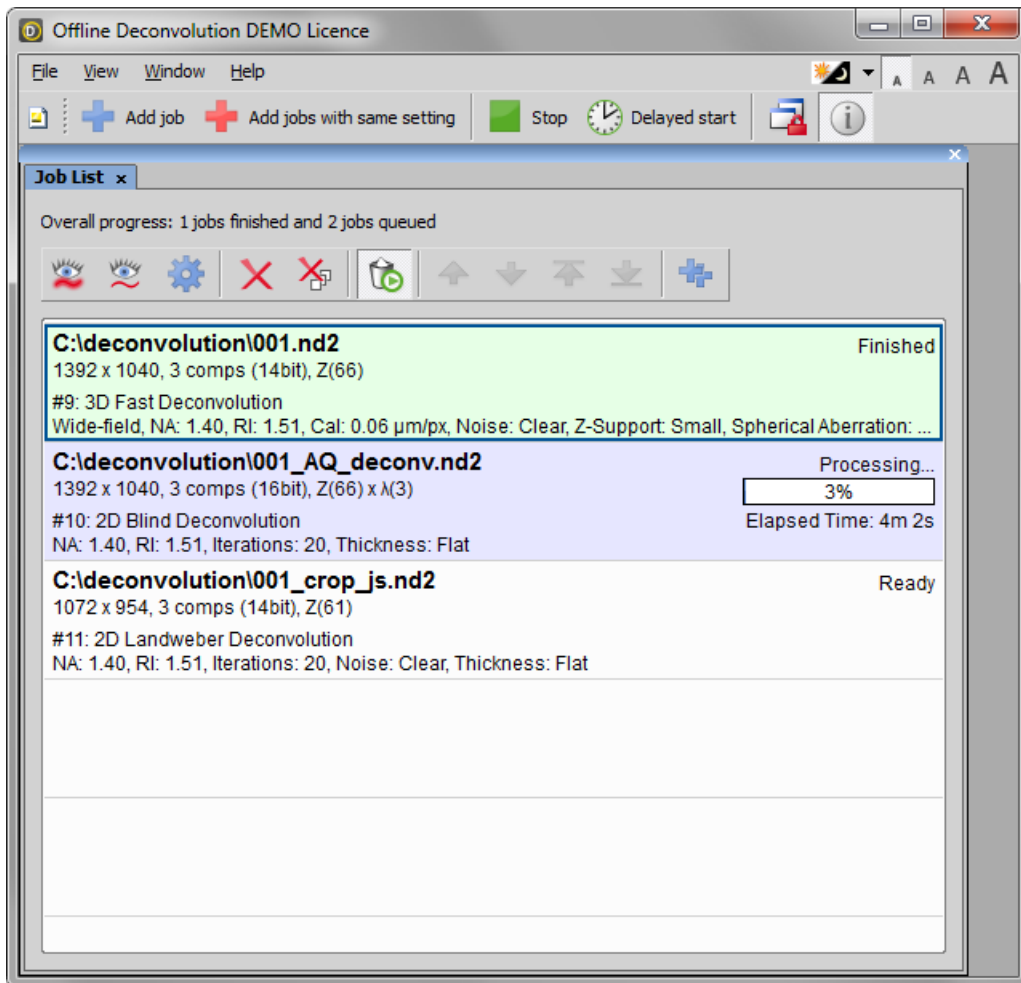 Offline Deconvolution DEMO Licence
File View Window Help A A A A
Add job Add jobs with same setting Stop Delayed start
Job List x
Overall progress: 1 jobs finished and 2 jobs queued
C:\deconvolution\001.nd2 Finished
1392 x 1040, 3 comps (14bit), Z(66)
#9: 3D Fast Deconvolution
Wide-field, NA: 1.40, RI: 1.51, Cal: 0.06 µm/px, Noise: Clear, Z-Support: Small, Spherical Aberration: ...
C:\deconvolution\001_AQ_deconv.nd2 Processing...
1392 x 1040, 3 comps (16bit), Z(66) x λ(3) 3%
#10: 2D Blind Deconvolution Elapsed Time: 4m 2s
NA: 1.40, RI: 1.51, Iterations: 20, Thickness: Flat
C:\deconvolution\001_crop_js.nd2 Ready
1072 x 954, 3 comps (14bit), Z(61)
#11: 2D Landweber Deconvolution
NA: 1.40, RI: 1.51, Iterations: 20, Noise: Clear, Thickness: Flat